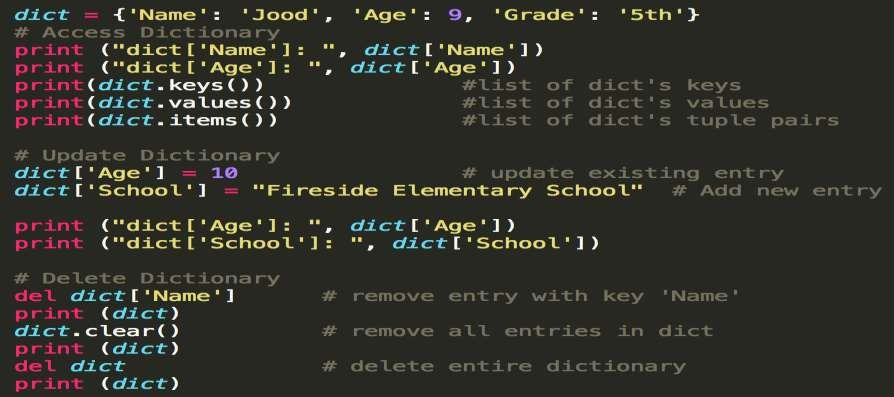 dict = {'Name': 'Jood', 'Age': 9, 'Grade': '5th'}
# Access Dictionary
print ("dict['Name']: ", dict['Name'])
print ("dict['Age']: ", dict['Age'])
print(dict.keys()) #list of dict's keys
print(dict.values()) #list of dict's values
print(dict.items()) #list of dict's tuple pairs
# Update Dictionary
dict['Age'] = 10 # update existing entry
dict['School'] = "Fireside Elementary School" # Add new entry
print ("dict['Age']: ", dict['Age'])
print ("dict['School']: ", dict['School'])
# Delete Dictionary
del dict['Name'] # remove entry with key 'Name'
print (dict)
dict.clear() # remove all entries in dict
print (dict)
del dict # delete entire dictionary
print (dict)